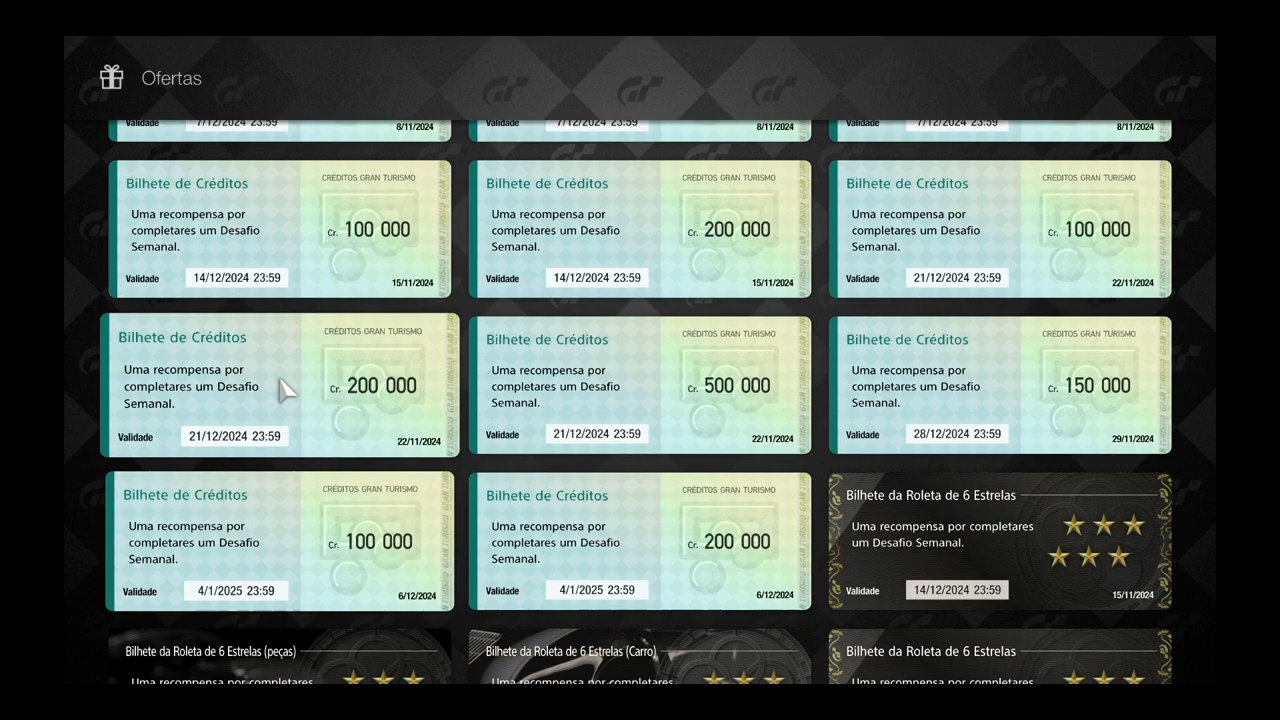 Ofertas
Validade 7/12/2024 23:59 8/11/2024
Validade 7/12/2024 23:59 8/11/2024
Validade 7/12/2024 23:59 8/11/2024
Bilhete de Créditos
CRÉDITOS GRAN TURISMO
Uma recompensa por
completares um Desafio
Semanal.
Cr. 100 000
Validade 14/12/2024 23:59 15/11/2024
Bilhete de Créditos
CRÉDITOS GRAN TURISMO
Uma recompensa por
completares um Desafio
Semanal.
Cr. 200 000
Validade 14/12/2024 23:59 15/11/2024
Bilhete de Créditos
CRÉDITOS GRAN TURISMO
Uma recompensa por
completares um Desafio
Semanal.
Cr. 100 000
Validade 21/12/2024 23:59 22/11/2024
Bilhete de Créditos
CRÉDITOS GRAN TURISMO
Uma recompensa por
completares um Desafio
Semanal.
Cr. 200 000
Validade 21/12/2024 23:59 22/11/2024
Bilhete de Créditos
CRÉDITOS GRAN TURISMO
Uma recompensa por
completares um Desafio
Semanal.
Cr. 500 000
Validade 21/12/2024 23:59 22/11/2024
Bilhete de Créditos
CRÉDITOS GRAN TURISMO
Uma recompensa por
completares um Desafio
Semanal.
Cr. 150 000
Validade 28/12/2024 23:59 29/11/2024
Bilhete de Créditos
CRÉDITOS GRAN TURISMO
Uma recompensa por
completares um Desafio
Semanal.
Cr. 100 000
Validade 4/1/2025 23:59 6/12/2024
Bilhete de Créditos
CRÉDITOS GRAN TURISMO
Uma recompensa por
completares um Desafio
Semanal.
Cr. 200 000
Validade 4/1/2025 23:59 6/12/2024
Bilhete da Roleta de 6 Estrelas
Uma recompensa por completares
um Desafio Semanal.
Validade 14/12/2024 23:59 15/11/2024
Bilhete da Roleta de 6 Estrelas (peças)
Uma recompensa por completares
Bilhete da Roleta de 6 Estrelas (Carro)
Uma recompensa por completares
Bilhete da Roleta de 6 Estrelas
Uma recompensa por completares